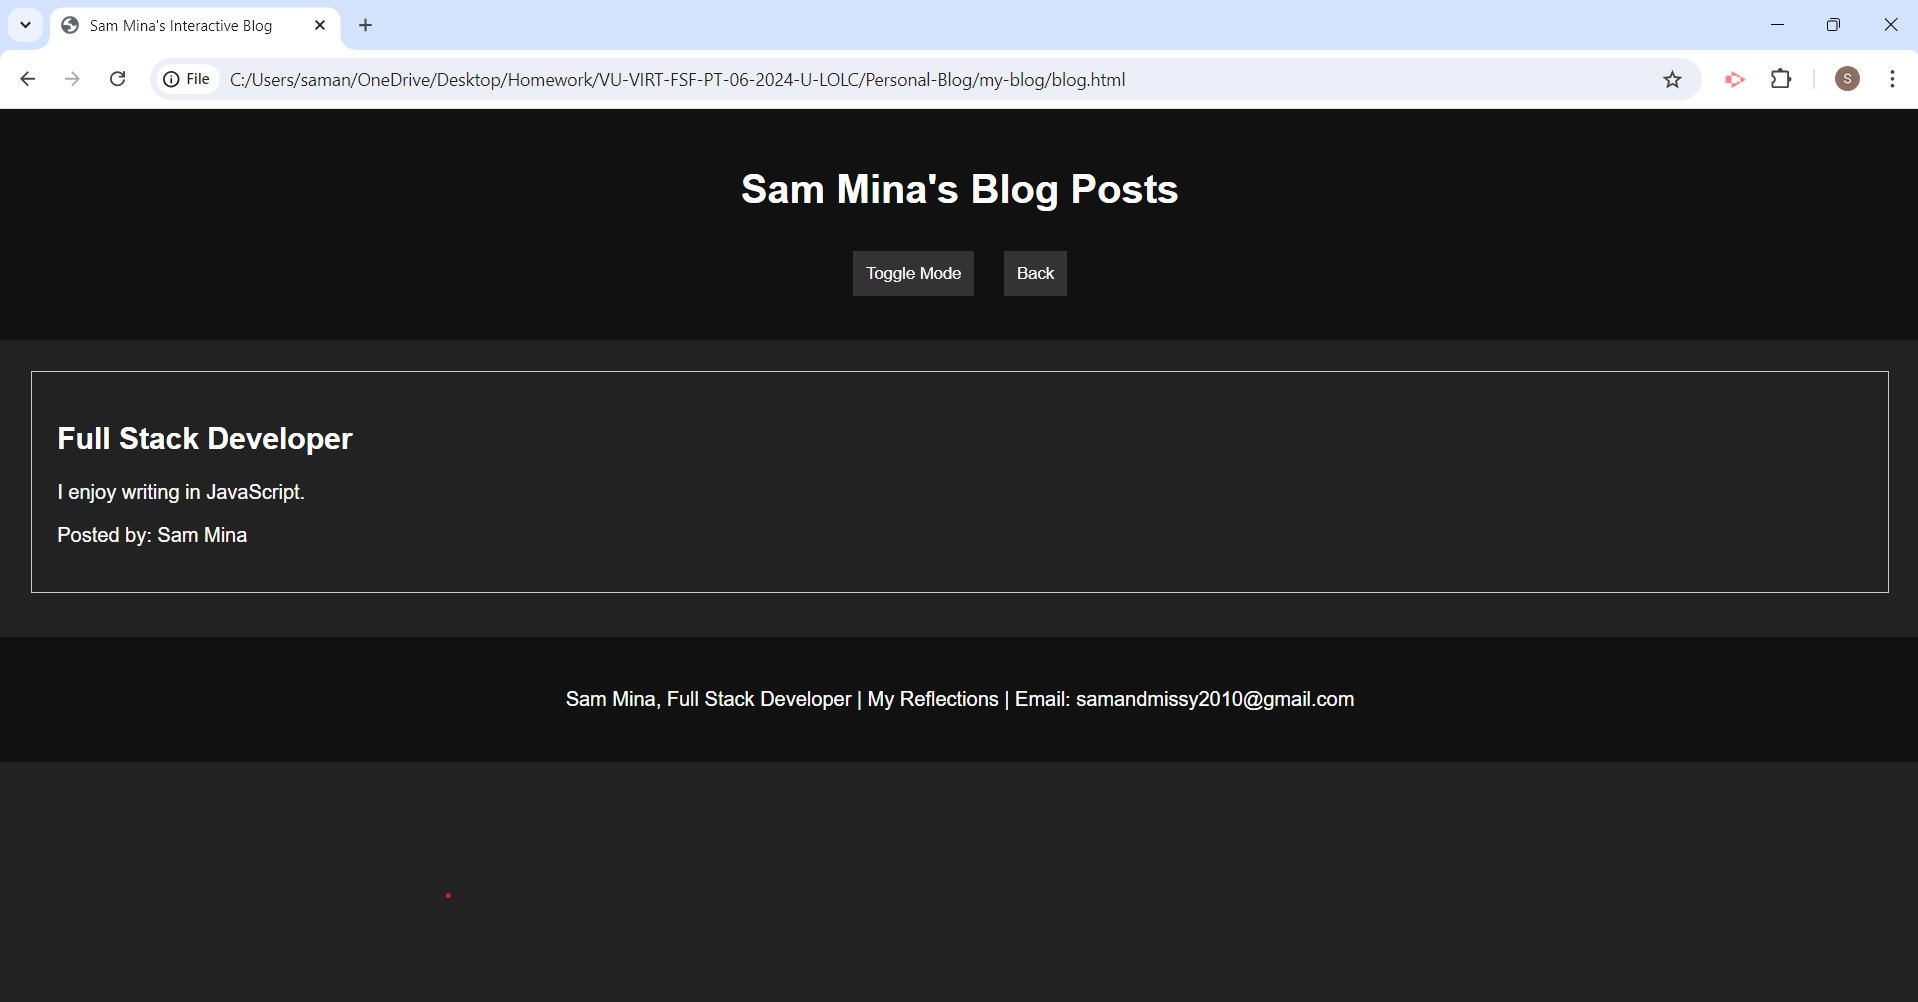 Sam Mina's Interactive Blog
File
C:/Users/saman/OneDrive/Desktop/Homework/VU-VIRT-FSF-PT-06-2024-U-LOLC/Personal-Blog/my-blog/blog.html
S
Sam Mina's Blog Posts
Toggle Mode
Back
Full Stack Developer
I enjoy writing in JavaScript.
Posted by: Sam Mina
Sam Mina, Full Stack Developer | My Reflections | Email: samandmissy2010@gmail.com